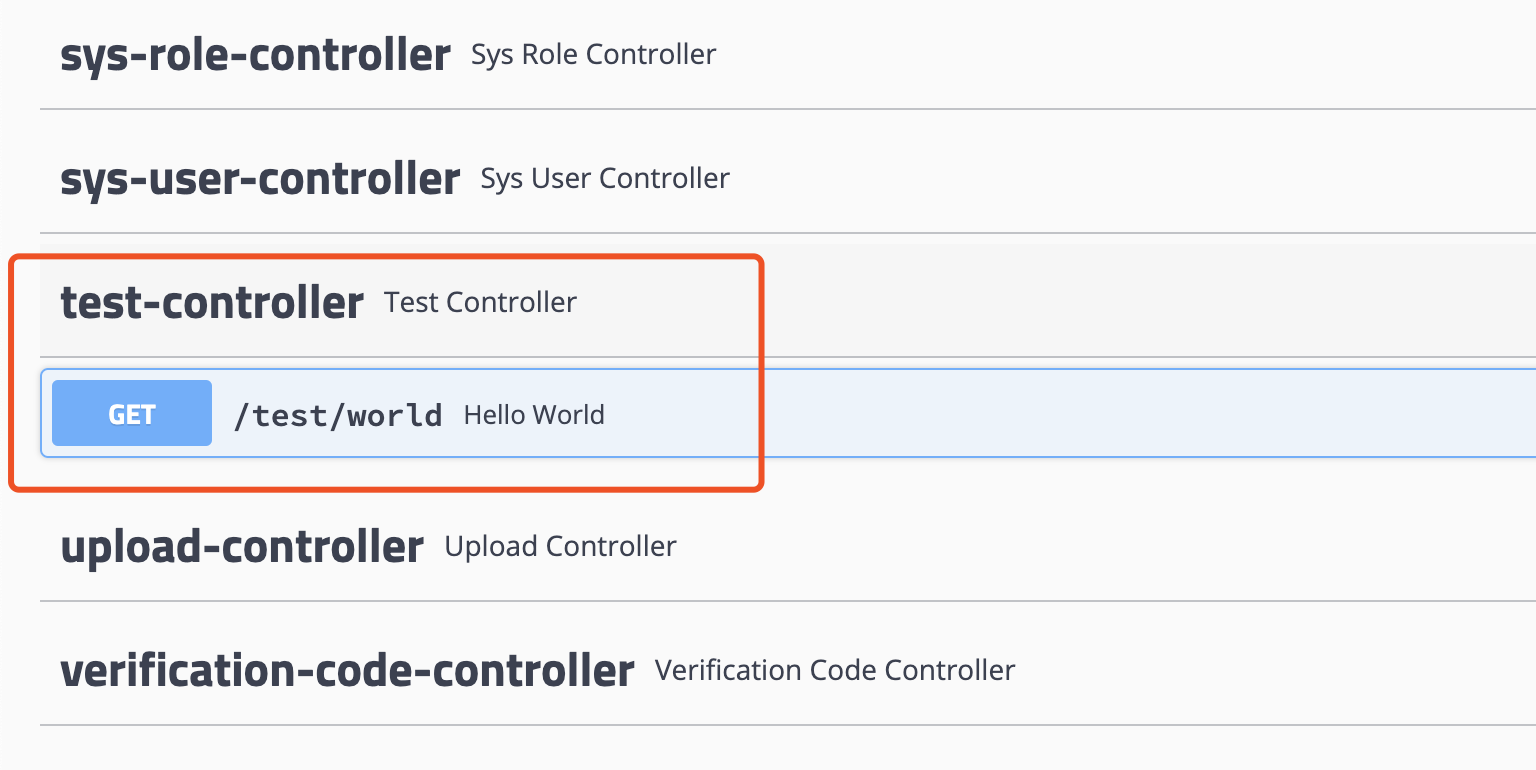 sys-role-controller Sys Role Controller
sys-user-controller Sys User Controller
test-controller Test Controller
GET /test/world Hello World
upload-controller Upload Controller
verification-code-controller Verification Code Controller